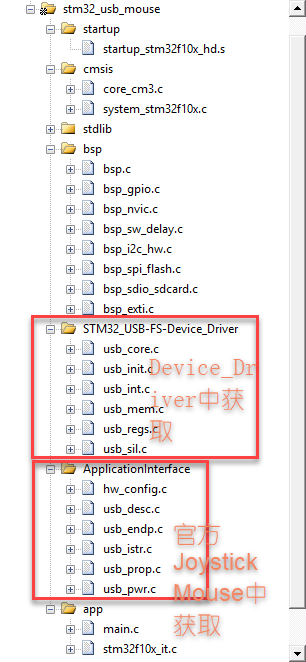 stm32_usb_mouse
startup
startup_stm32f10x_hd.s
cmsis
core_cm3.c
system_stm32f10x.c
stdlib
bsp
bsp.c
bsp_gpio.c
bsp_nvic.c
bsp_sw_delay.c
bsp_i2c_hw.c
bsp_spi_flash.c
bsp_sdio_sdcard.c
bsp_exti.c
STM32_USB-FS-Device_Driver
usb_core.c
usb_init.c
usb_int.c
usb_mem.c
usb_regs.c
usb_sil.c
Device_Dr
iver中获
取
ApplicationInterface
hw_config.c
usb_desc.c
usb_endp.c
usb_istr.c
usb_prop.c
usb_pwr.c
官方
Joystick
Mouse中
获取
app
main.c
stm32f10x_it.c